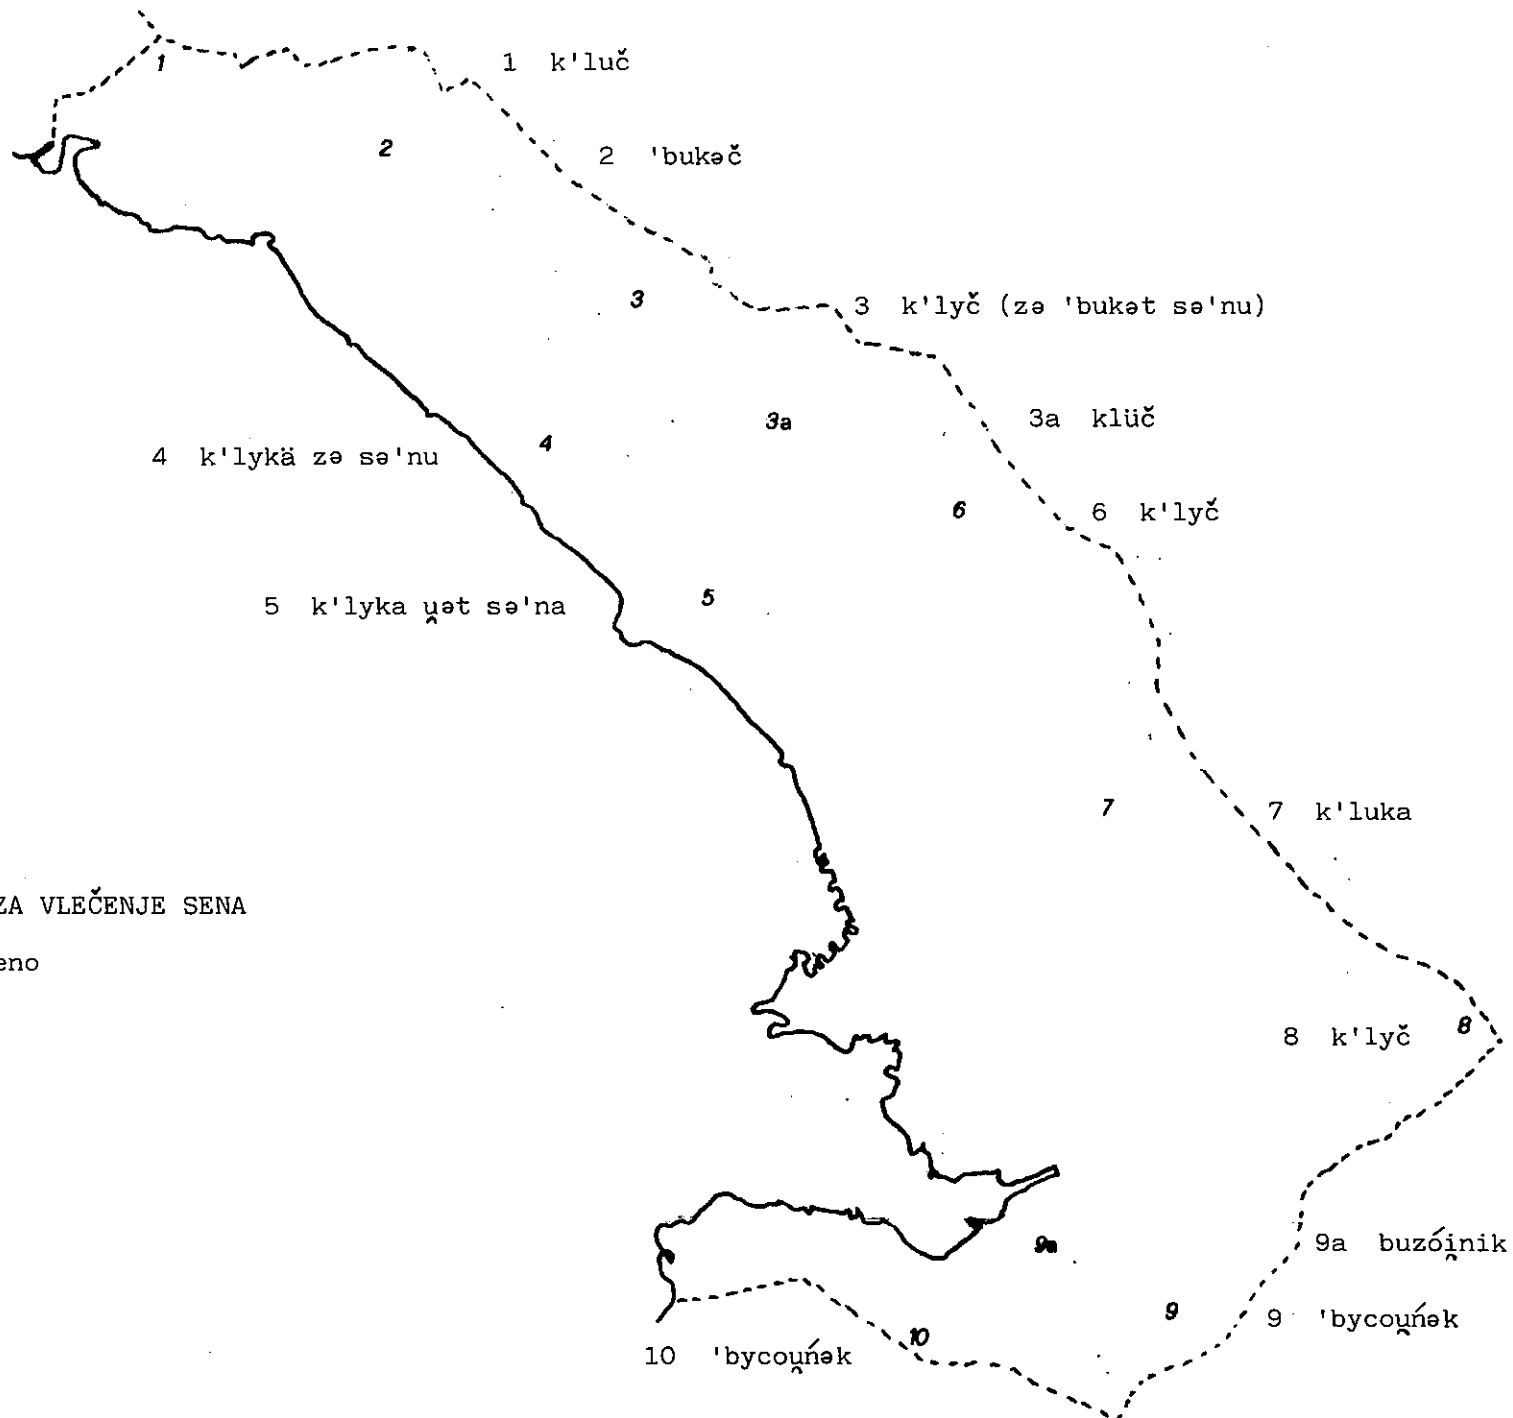 1
1 k'luč
2
2 'bukəč
3
3 k'lyč (zə 'bukət sə'nu)
3a
3a klüč
4 k'lykä zə sə'nu
4
6
6 k'lyč
5 k'lyka u̯ət sə'na
5
7
7 k'luka
ZA VLEČENJE SENA
eno
8 k'lyč
8
9a
9a buzói̯nik
9
9 'bycou̯ńək
10
10 'bycou̯ńək